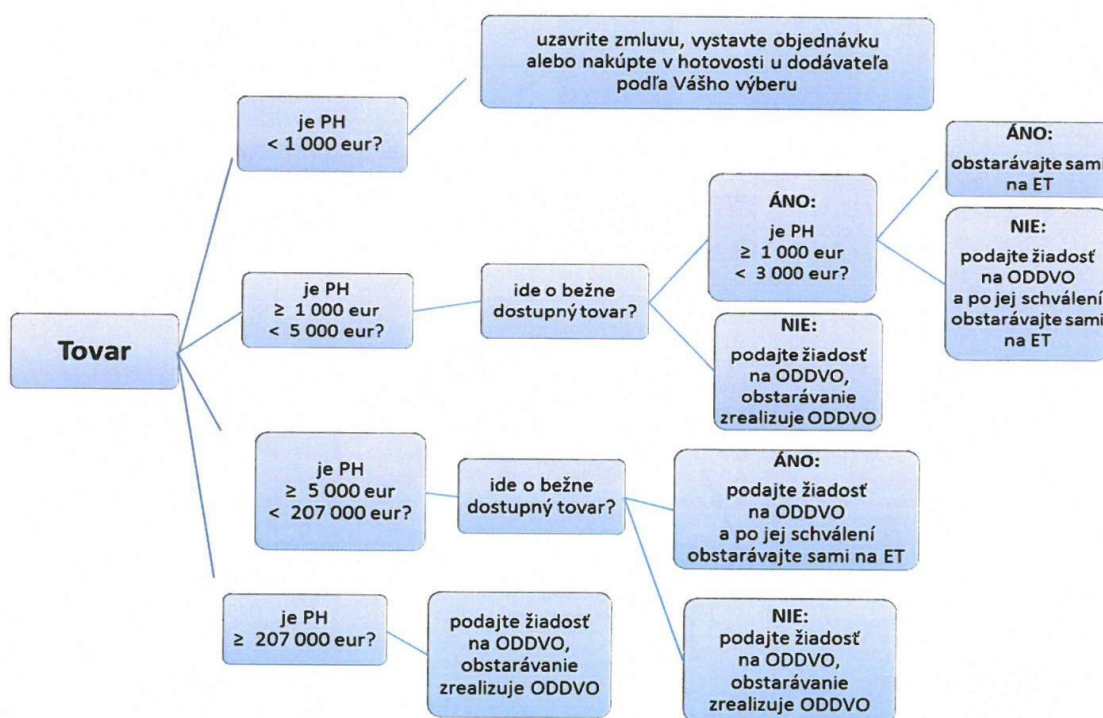 Tovar
je PH
< 1 000 eur?
uzavrite zmluvu, vystavte objednávku
alebo nakúpte v hotovosti u dodávateľa
podľa Vášho výberu
je PH
≥ 1 000 eur
< 5 000 eur?
ide o bežne
dostupný tovar?
ÁNO:
je PH
≥ 1 000 eur
< 3 000 eur?
ÁNO:
obstarávajte sami
na ET
NIE:
podajte žiadosť
na ODDVO
a po jej schválení
obstarávajte sami
na ET
NIE:
podajte žiadosť
na ODDVO,
obstarávanie
zrealizuje ODDVO
je PH
≥ 5 000 eur
< 207 000 eur?
ide o bežne
dostupný tovar?
ÁNO:
podajte žiadosť
na ODDVO
a po jej schválení
obstarávajte sami na ET
NIE:
podajte žiadosť
na ODDVO,
obstarávanie
zrealizuje ODDVO
je PH
≥ 207 000 eur?
podajte žiadosť
na ODDVO,
obstarávanie
zrealizuje ODDVO